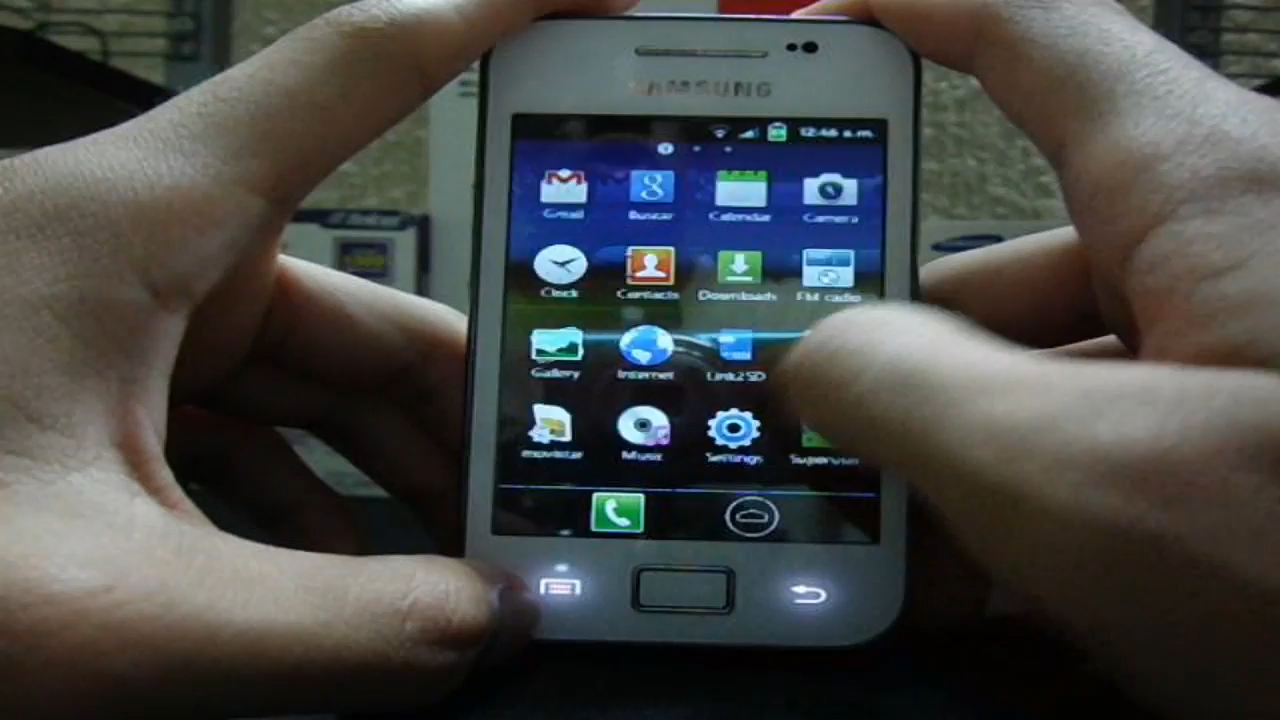 SAMSUNG
12:46 a.m.
Gmail Buscar Calendar Camera
Clock Contacts Downloads FM radio
Gallery Internet Link2SD
movistar Music Settings